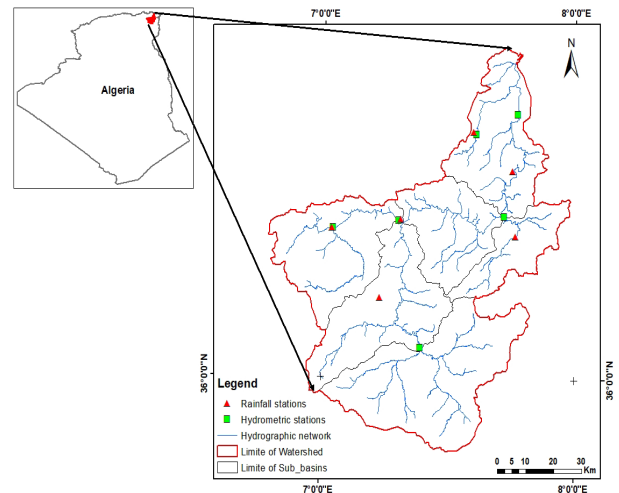 7°0'0"E
8°0'0"E
Algeria
N
36°0'0"N
36°0'0"N
Legend
Rainfall stations
Hydrometric stations
Hydrographic network
Limite of Watershed
Limite of Sub_basins
0 5 10 20 30
Km
7°0'0"E
8°0'0"E